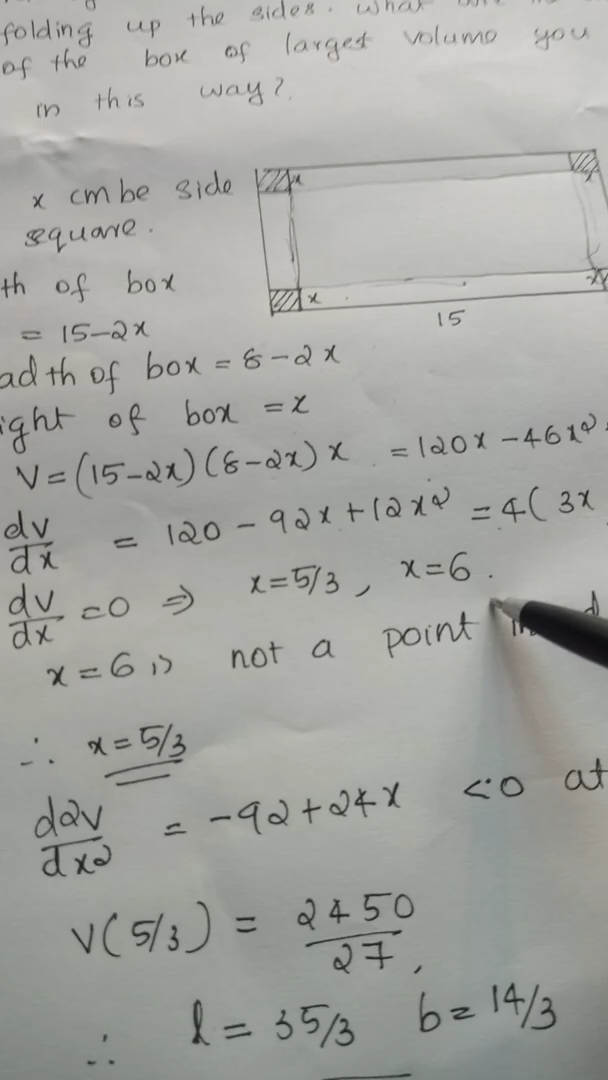 folding up the sides. What
of the box of largest volume you
in this way?
x cm be side
square.
x
x
x
x
15
th of box
= 15-2x
adth of box = 8-2x
ight of box = x
V = (15-2x) (8-2x) x = 120x - 46x2
dv/dx = 120 - 92x + 12x2 = 4( 3x
dv/dx = 0 ⇒ x = 5/3 , x = 6 .
x = 6 is not a point in
∴ x = 5/3
d2v/dx2 = -92 + 24x <0 at
V(5/3) = 2450/27 ,
∴ l = 35/3 b = 14/3